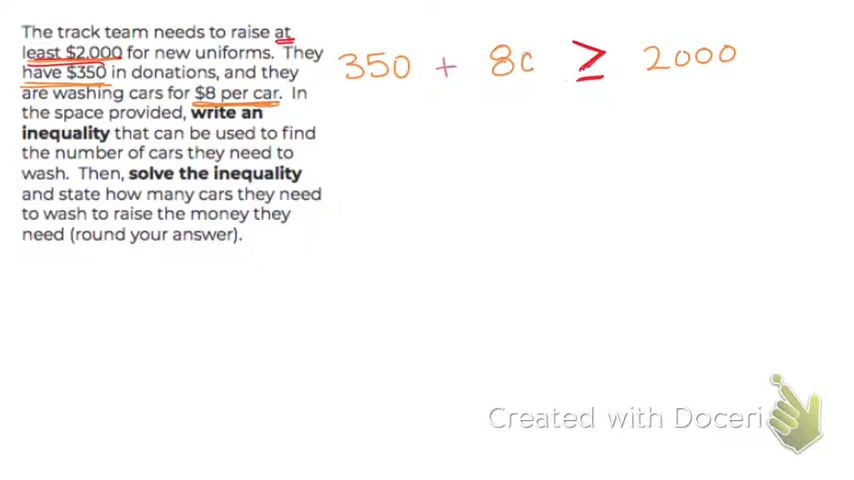 The track team needs to raise at
least $2,000 for new uniforms. They
have $350 in donations, and they
are washing cars for $8 per car. In
the space provided, write an
inequality that can be used to find
the number of cars they need to
wash. Then, solve the inequality
and state how many cars they need
to wash to raise the money they
need (round your answer).
350 + 8c ≥ 2000
Created with Doceri